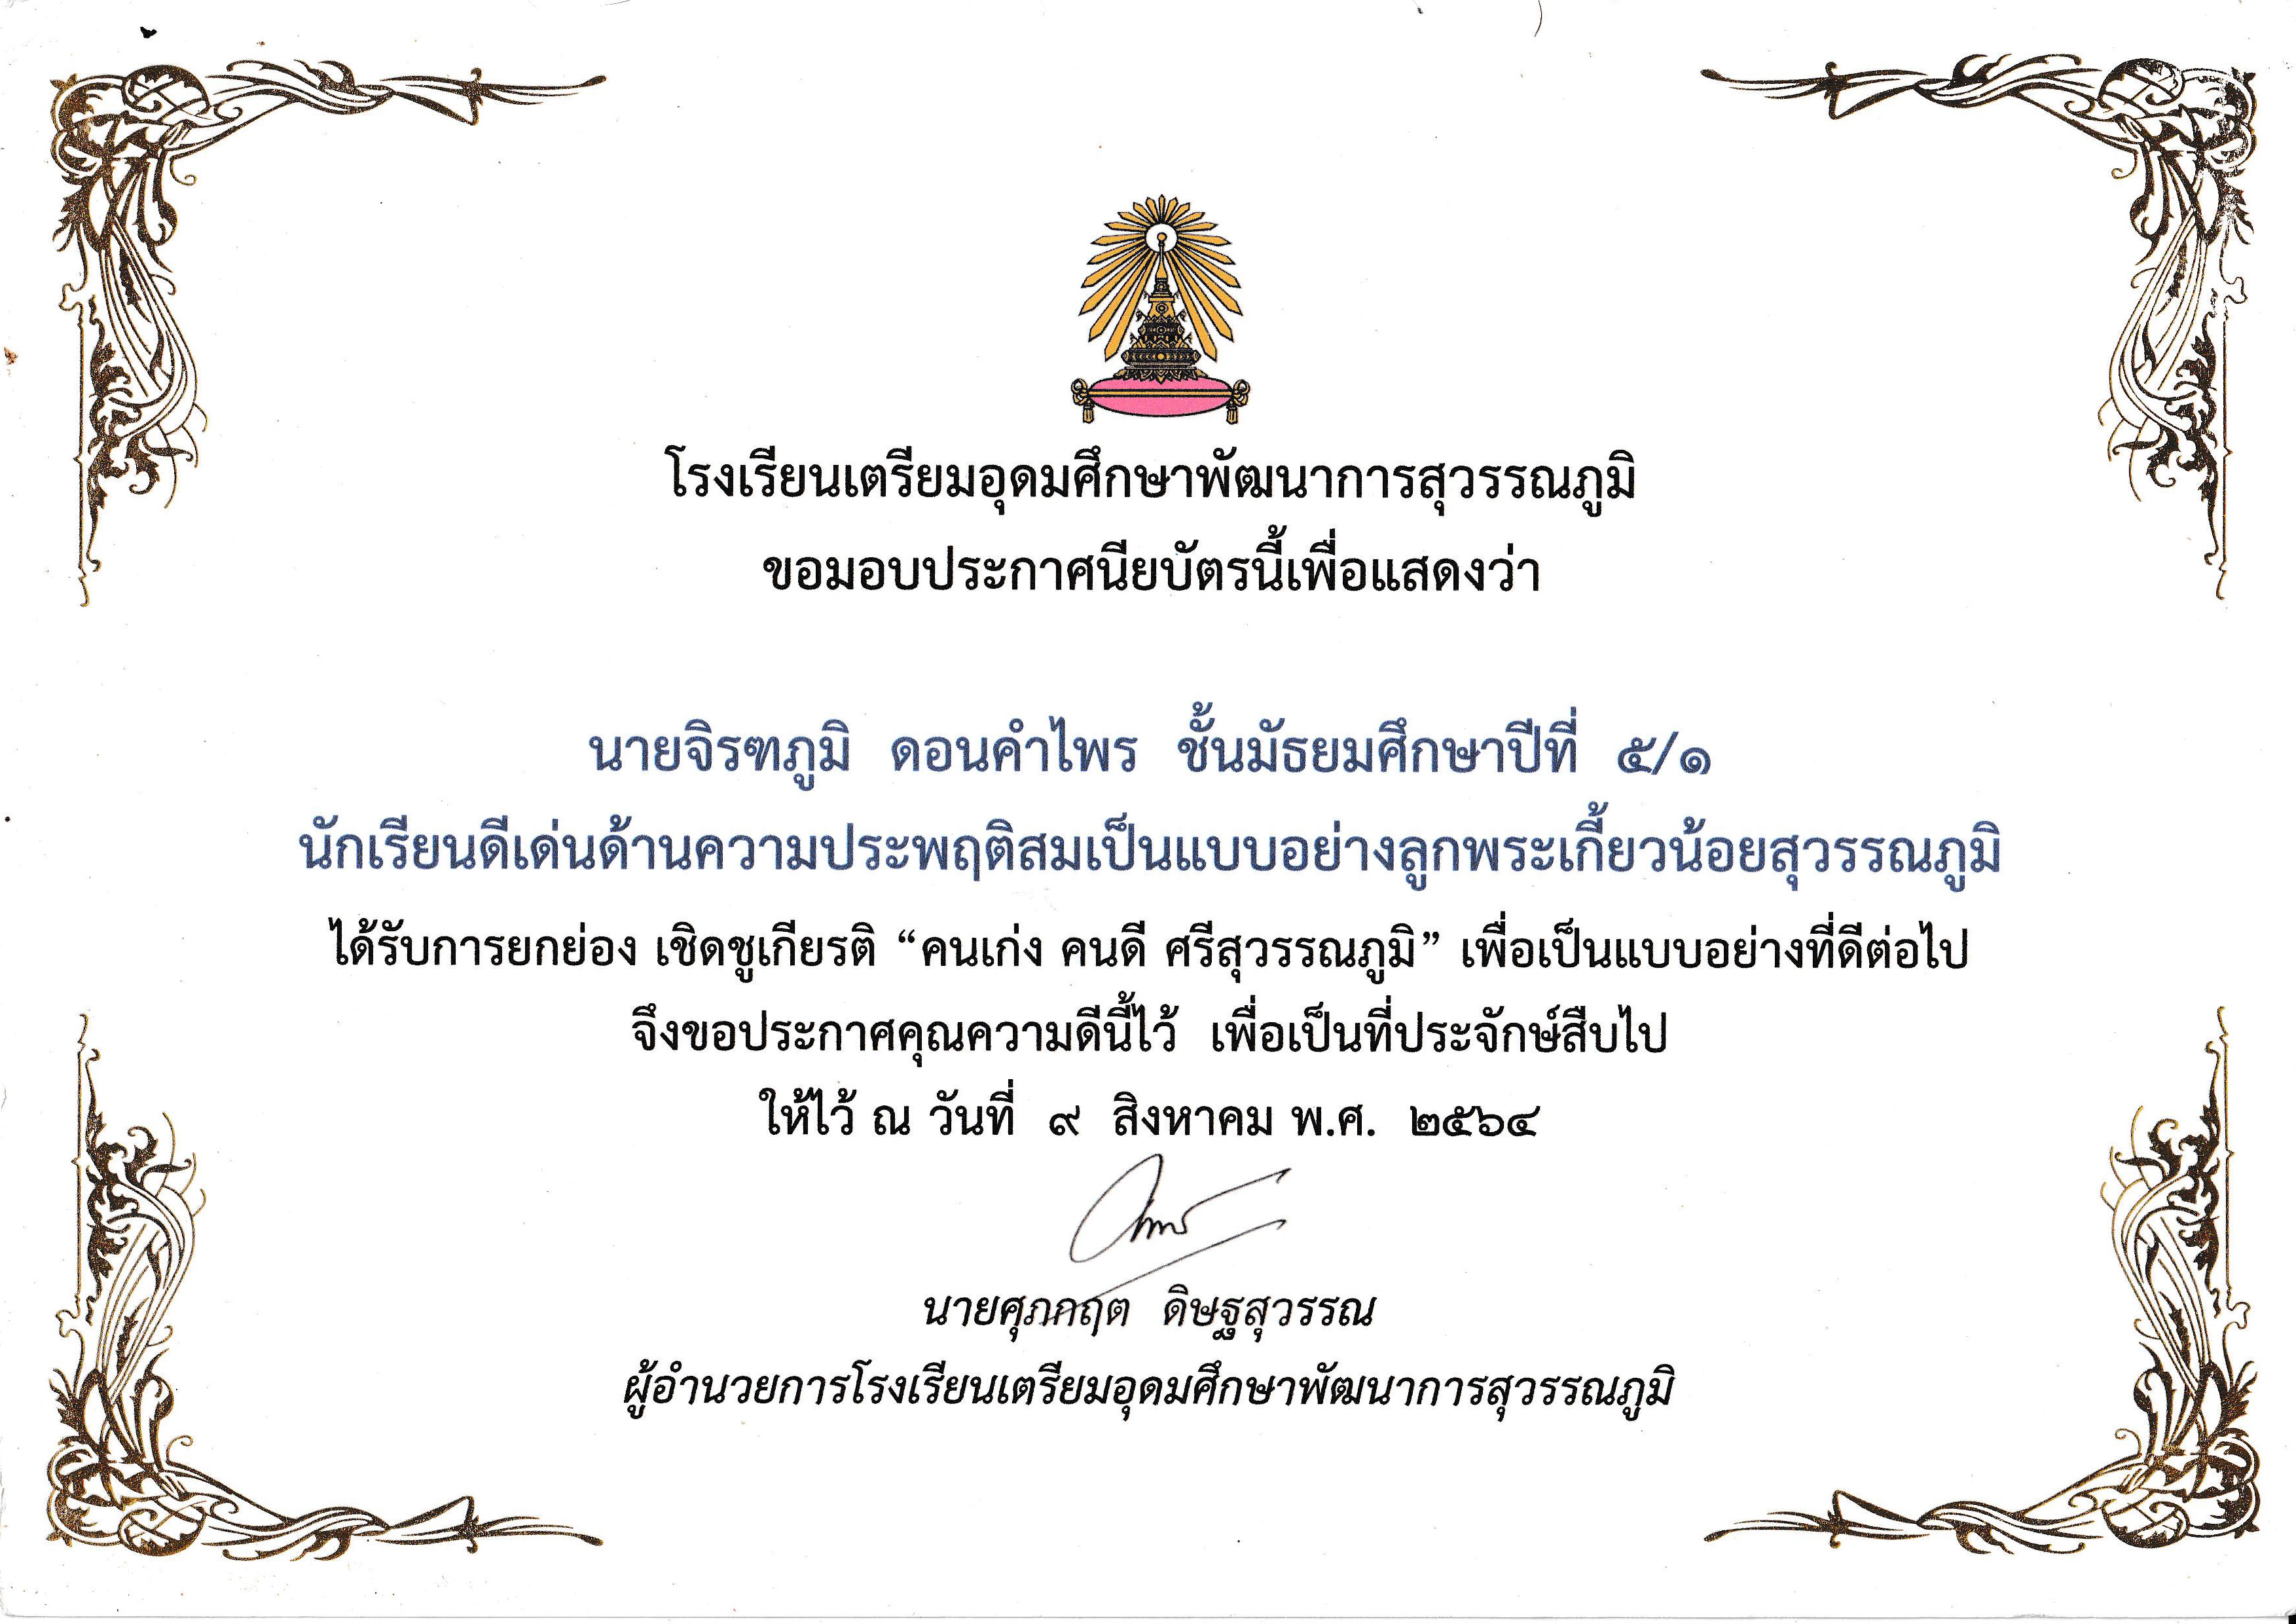 โรงเรียนเตรียมอุดมศึกษาพัฒนาการสุวรรณภูมิ
ขอมอบประกาศนียบัตรนี้เพื่อแสดงว่า
นายจิรฑภูมิ ดอนคำไพร ชั้นมัธยมศึกษาปีที่ ๕/๑
นักเรียนดีเด่นด้านความประพฤติสมเป็นแบบอย่างลูกพระเกี้ยวน้อยสุวรรณภูมิ
ได้รับการยกย่อง เชิดชูเกียรติ “คนเก่ง คนดี ศรีสุวรรณภูมิ” เพื่อเป็นแบบอย่างที่ดีต่อไป
จึงขอประกาศคุณความดีนี้ไว้ เพื่อเป็นที่ประจักษ์สืบไป
ให้ไว้ ณ วันที่ ๙ สิงหาคม พ.ศ. ๒๕๖๔
นายศุภกฤต ดิษฐสุวรรณ
ผู้อำนวยการโรงเรียนเตรียมอุดมศึกษาพัฒนาการสุวรรณภูมิ